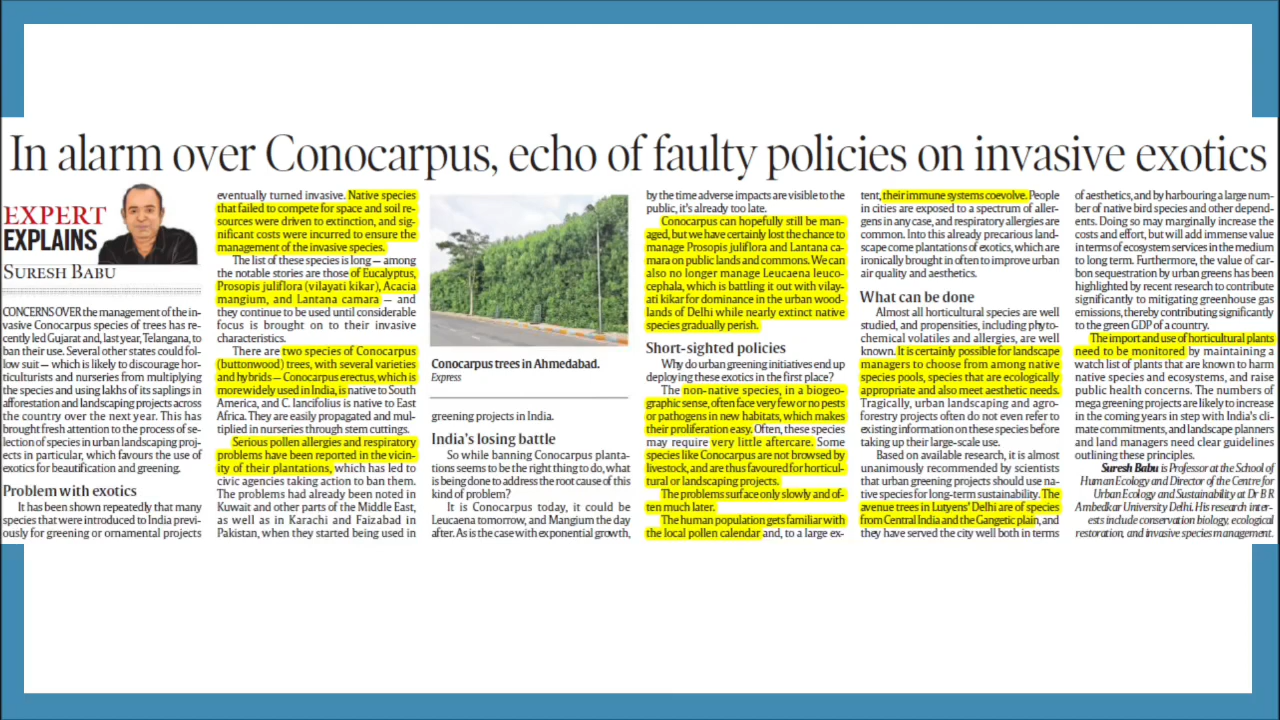 In alarm over Conocarpus, echo of faulty policies on invasive exotics
EXPERT
EXPLAINS
SURESH BABU
CONCERNS OVER the management of the in-
vasive Conocarpus species of trees has re-
cently led Gujarat and, last year, Telangana, to
ban their use. Several other states could fol-
low suit — which is likely to discourage hor-
ticulturists and nurseries from multiplying
the species and using lakhs of its saplings in
afforestation and landscaping projects across
the country over the next year. This has
brought fresh attention to the process of se-
lection of species in urban landscaping proj-
ects in particular, which favours the use of
exotics for beautification and greening.
Problem with exotics
It has been shown repeatedly that many
species that were introduced to India previ-
ously for greening or ornamental projects
eventually turned invasive. Native species
that failed to compete for space and soil re-
sources were driven to extinction, and sig-
nificant costs were incurred to ensure the
management of the invasive species.
The list of these species is long — among
the notable stories are those of Eucalyptus,
Prosopis juliflora (vilayati kikar), Acacia
mangium, and Lantana camara — and
they continue to be used until considerable
focus is brought on to their invasive
characteristics.
There are two species of Conocarpus
(buttonwood) trees, with several varieties
and hybrids — Conocarpus erectus, which is
more widely used in India, is native to South
America, and C. lancifolius is native to East
Africa. They are easily propagated and mul-
tiplied in nurseries through stem cuttings.
Serious pollen allergies and respiratory
problems have been reported in the vicin-
ity of their plantations, which has led to
civic agencies taking action to ban them.
The problems had already been noted in
Kuwait and other parts of the Middle East,
as well as in Karachi and Faizabad in
Pakistan, when they started being used in
Conocarpus trees in Ahmedabad.
Express
greening projects in India.
India's losing battle
So while banning Conocarpus planta-
tions seems to be the right thing to do, what
is being done to address the root cause of this
kind of problem?
It is Conocarpus today, it could be
Leucaena tomorrow, and Mangium the day
after. As is the case with exponential growth,
by the time adverse impacts are visible to the
public, it's already too late.
Conocarpus can hopefully still be man-
aged, but we have certainly lost the chance to
manage Prosopis juliflora and Lantana ca-
mara on public lands and commons. We can
also no longer manage Leucaena leuco-
cephala, which is battling it out with vilay-
ati kikar for dominance in the urban wood-
lands of Delhi while nearly extinct native
species gradually perish.
Short-sighted policies
Why do urban greening initiatives end up
deploying these exotics in the first place?
The non-native species, in a biogeo-
graphic sense, often face very few or no pests
or pathogens in new habitats, which makes
their proliferation easy. Often, these species
may require very little aftercare. Some
species like Conocarpus are not browsed by
livestock, and are thus favoured for horticul-
tural or landscaping projects.
The problems surface only slowly and of-
ten much later.
The human population gets familiar with
the local pollen calendar and, to a large ex-
tent, their immune systems coevolve. People
in cities are exposed to a spectrum of aller-
gens in any case, and respiratory allergies are
common. Into this already precarious land-
scape come plantations of exotics, which are
ironically brought in often to improve urban
air quality and aesthetics.
What can be done
Almost all horticultural species are well
studied, and propensities, including phyto-
chemical volatiles and allergies, are well
known. It is certainly possible for landscape
managers to choose from among native
species pools, species that are ecologically
appropriate and also meet aesthetic needs.
Tragically, urban landscaping and agro-
forestry projects often do not even refer to
existing information on these species before
taking up their large-scale use.
Based on available research, it is almost
unanimously recommended by scientists
that urban greening projects should use na-
tive species for long-term sustainability. The
avenue trees in Lutyens' Delhi are of species
from Central India and the Gangetic plain, and
they have served the city well both in terms
of aesthetics, and by harbouring a large num-
ber of native bird species and other depend-
ents. Doing so may marginally increase the
costs and effort, but will add immense value
in terms of ecosystem services in the medium
to long term. Furthermore, the value of car-
bon sequestration by urban greens has been
highlighted by recent research to contribute
significantly to mitigating greenhouse gas
emissions, thereby contributing significantly
to the green GDP of a country.
The import and use of horticultural plants
need to be monitored by maintaining a
watch list of plants that are known to harm
native species and ecosystems, and raise
public health concerns. The numbers of
mega greening projects are likely to increase
in the coming years in step with India's cli-
mate commitments, and landscape planners
and land managers need clear guidelines
outlining these principles.
Suresh Babu is Professor at the School of
Human Ecology and Director of the Centre for
Urban Ecology and Sustainability at Dr B R
Ambedkar University Delhi. His research inter-
ests include conservation biology, ecological
restoration, and invasive species management.